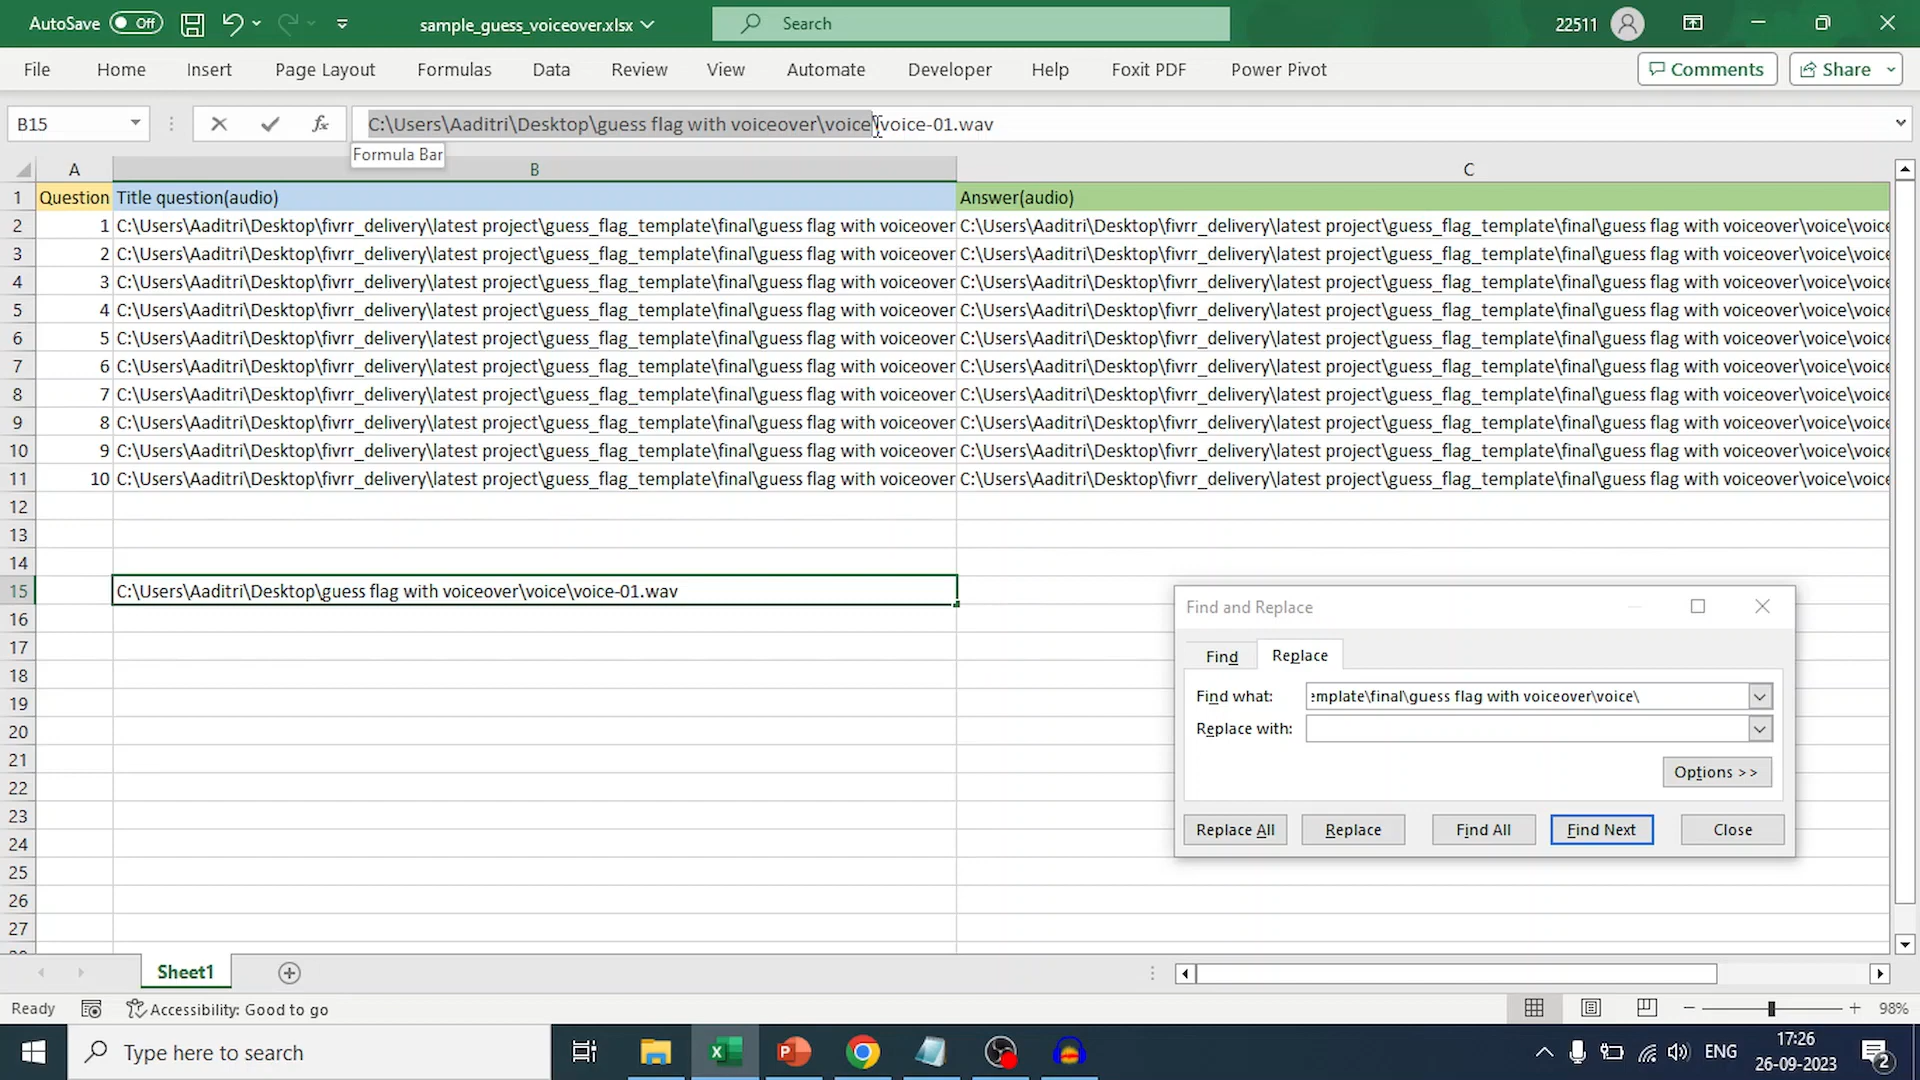 AutoSave Off sample_guess_voiceover.xlsx Search 22511
File Home Insert Page Layout Formulas Data Review View Automate Developer Help Foxit PDF Power Pivot Comments Share
B15 fx C:\Users\Aaditri\Desktop\guess flag with voiceover\voice\voice-01.wav
Formula Bar
A B C
1 Question Title question(audio) Answer(audio)
2 1 C:\Users\Aaditri\Desktop\fivrr_delivery\latest project\guess_flag_template\final\guess flag with voiceover C:\Users\Aaditri\Desktop\fivrr_delivery\latest project\guess_flag_template\final\guess flag with voiceover\voice\voice
3 2 C:\Users\Aaditri\Desktop\fivrr_delivery\latest project\guess_flag_template\final\guess flag with voiceover C:\Users\Aaditri\Desktop\fivrr_delivery\latest project\guess_flag_template\final\guess flag with voiceover\voice\voice
4 3 C:\Users\Aaditri\Desktop\fivrr_delivery\latest project\guess_flag_template\final\guess flag with voiceover C:\Users\Aaditri\Desktop\fivrr_delivery\latest project\guess_flag_template\final\guess flag with voiceover\voice\voice
5 4 C:\Users\Aaditri\Desktop\fivrr_delivery\latest project\guess_flag_template\final\guess flag with voiceover C:\Users\Aaditri\Desktop\fivrr_delivery\latest project\guess_flag_template\final\guess flag with voiceover\voice\voice
6 5 C:\Users\Aaditri\Desktop\fivrr_delivery\latest project\guess_flag_template\final\guess flag with voiceover C:\Users\Aaditri\Desktop\fivrr_delivery\latest project\guess_flag_template\final\guess flag with voiceover\voice\voice
7 6 C:\Users\Aaditri\Desktop\fivrr_delivery\latest project\guess_flag_template\final\guess flag with voiceover C:\Users\Aaditri\Desktop\fivrr_delivery\latest project\guess_flag_template\final\guess flag with voiceover\voice\voice
8 7 C:\Users\Aaditri\Desktop\fivrr_delivery\latest project\guess_flag_template\final\guess flag with voiceover C:\Users\Aaditri\Desktop\fivrr_delivery\latest project\guess_flag_template\final\guess flag with voiceover\voice\voice
9 8 C:\Users\Aaditri\Desktop\fivrr_delivery\latest project\guess_flag_template\final\guess flag with voiceover C:\Users\Aaditri\Desktop\fivrr_delivery\latest project\guess_flag_template\final\guess flag with voiceover\voice\voice
10 9 C:\Users\Aaditri\Desktop\fivrr_delivery\latest project\guess_flag_template\final\guess flag with voiceover C:\Users\Aaditri\Desktop\fivrr_delivery\latest project\guess_flag_template\final\guess flag with voiceover\voice\voice
11 10 C:\Users\Aaditri\Desktop\fivrr_delivery\latest project\guess_flag_template\final\guess flag with voiceover C:\Users\Aaditri\Desktop\fivrr_delivery\latest project\guess_flag_template\final\guess flag with voiceover\voice\voice
12
13
14
15 C:\Users\Aaditri\Desktop\guess flag with voiceover\voice\voice-01.wav
16
17
18
19
20
21
22
23
24
25
26
27
Find and Replace
Find Replace
Find what: mplate\final\guess flag with voiceover\voice\
Replace with:
Options >>
Replace All Replace Find All Find Next Close
Sheet1
Ready Accessibility: Good to go 98%
Type here to search ENG 17:26
26-09-2023 2